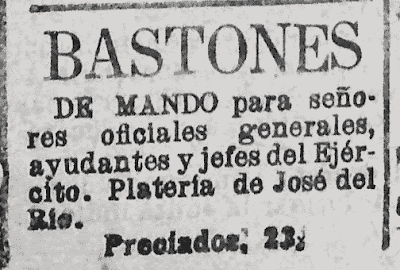 BASTONES
DE MANDO para seño-
res oficiales generales,
ayudantes y jefes del Ejér-
cito. Platería de José del
Río.
Preciados, 23.